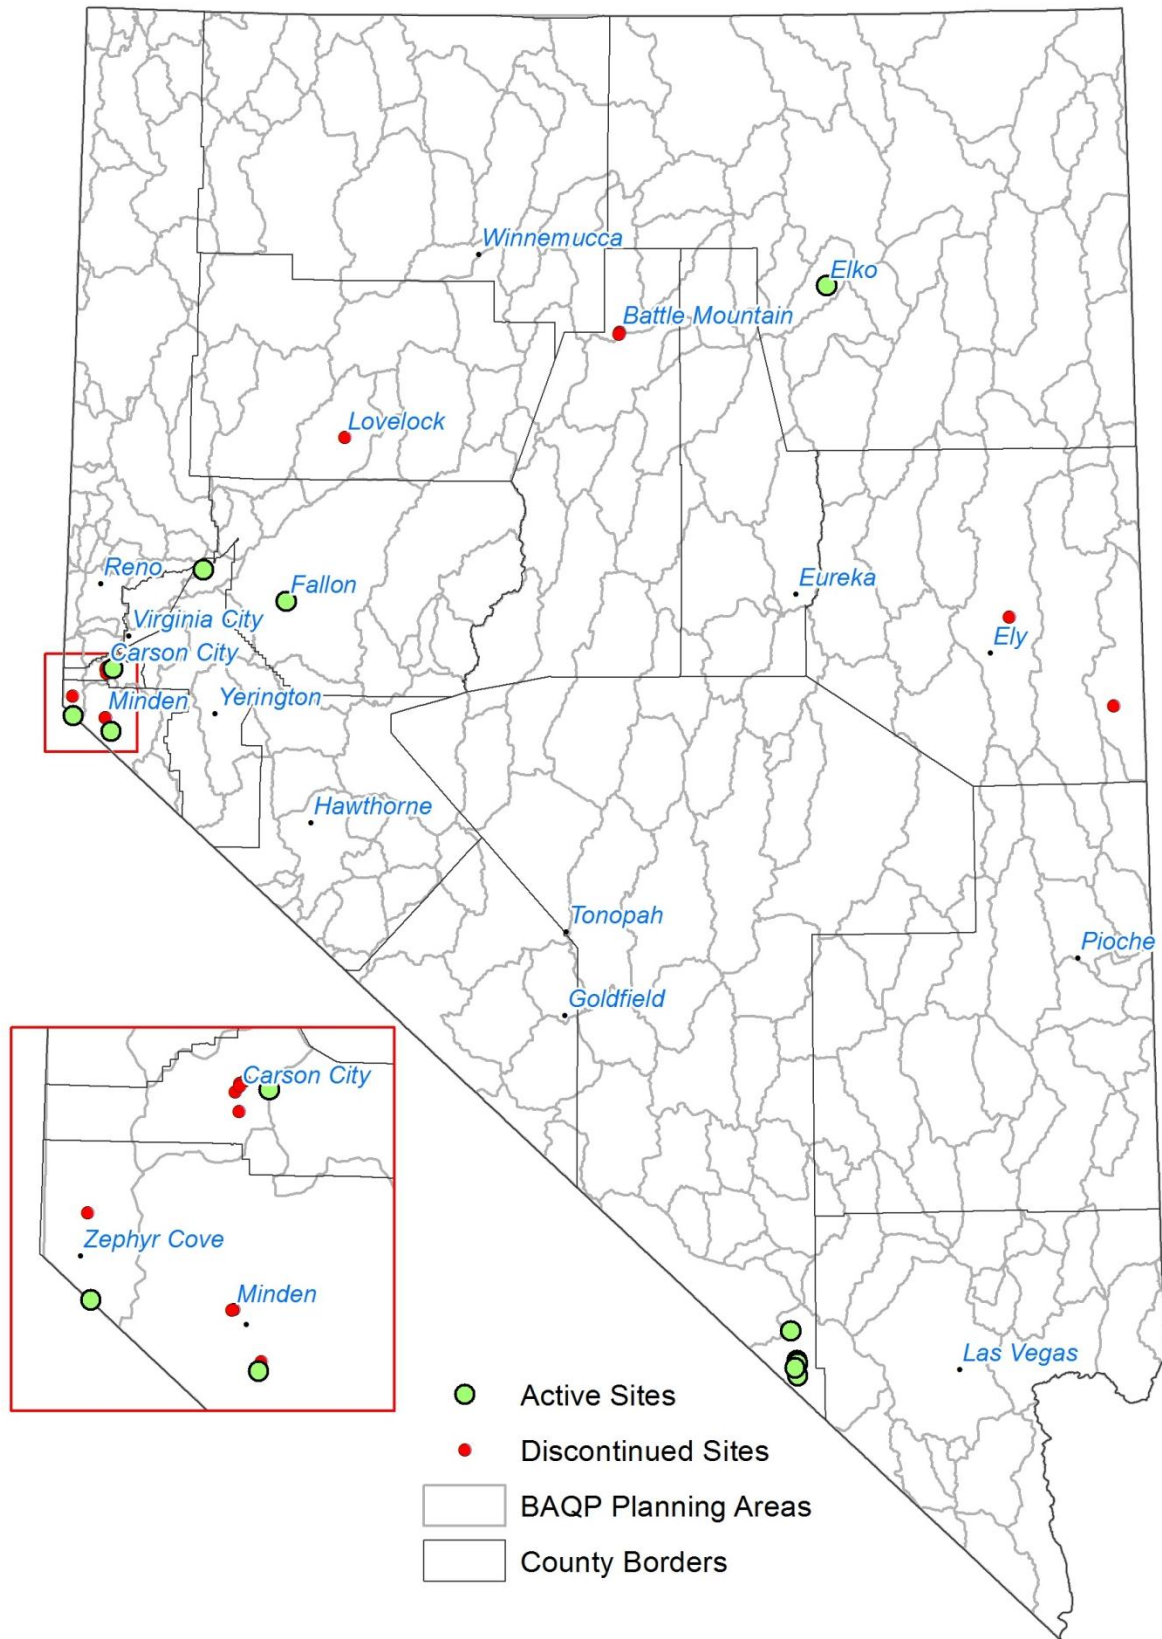 Winnemucca
Elko
Battle Mountain
Lovelock
Reno
Fallon
Eureka
Virginia City
Ely
Carson City
Minden
Yerington
Hawthorne
Tonopah
Pioche
Goldfield
Carson City
Zephyr Cove
Minden
Las Vegas
Active Sites
Discontinued Sites
BAQP Planning Areas
County Borders